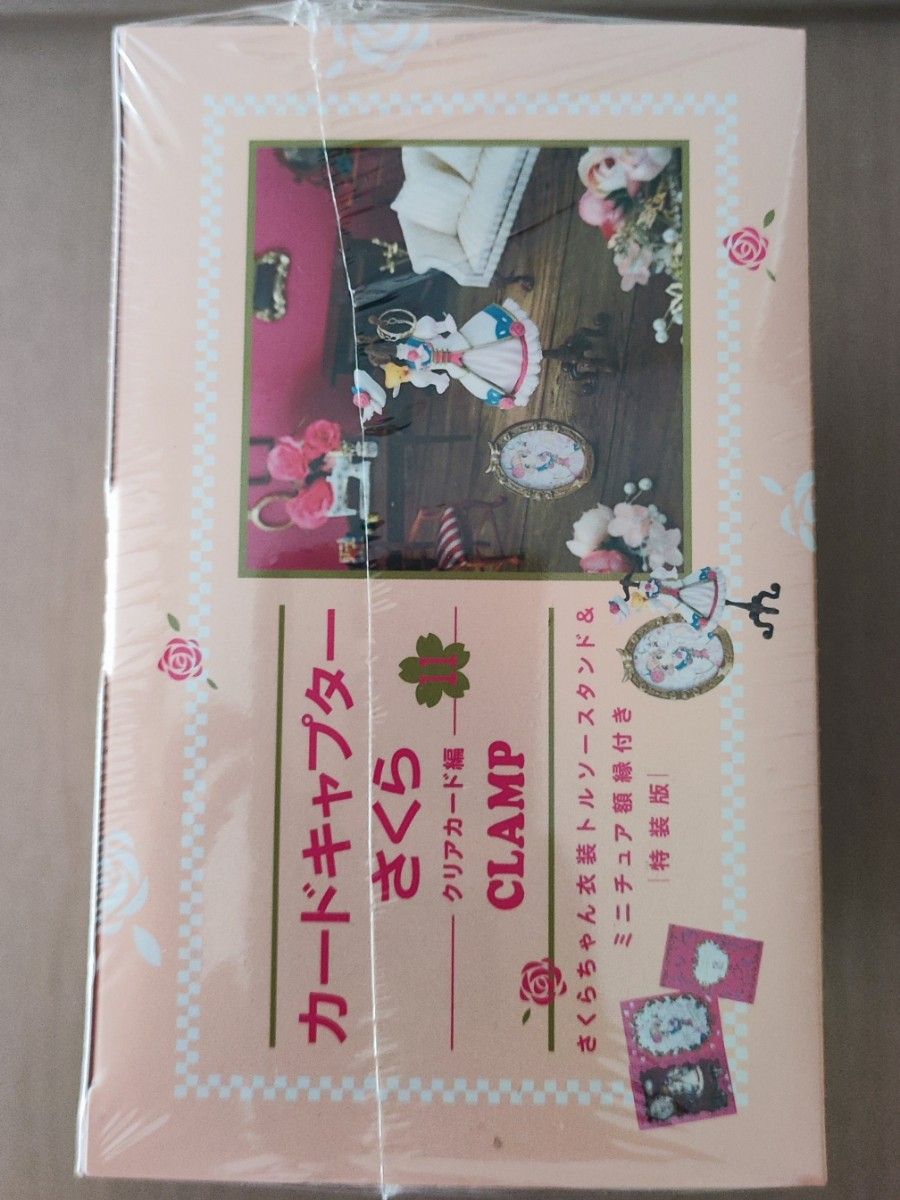 カードキャプター
さくら
クリアカード編
11
CLAMP
さくらちゃん衣装トルソースタンド&
ミニチュア額縁付き
|特装版|